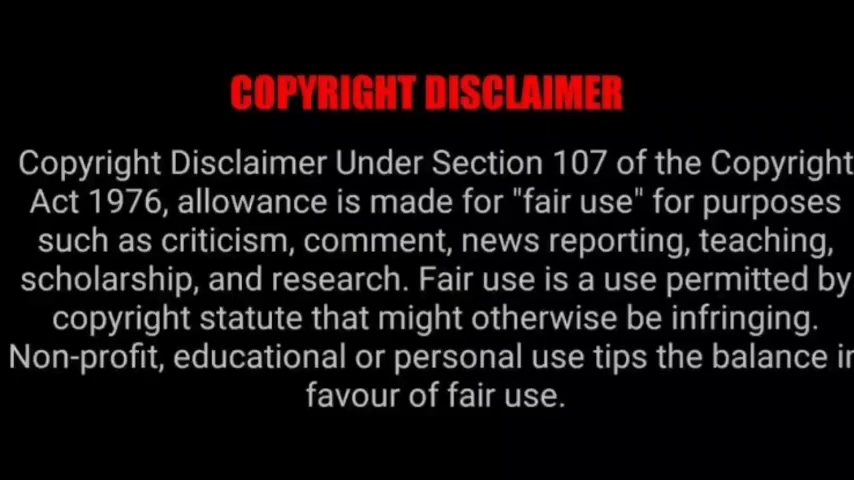 COPYRIGHT DISCLAIMER
Copyright Disclaimer Under Section 107 of the Copyright
Act 1976, allowance is made for "fair use" for purposes
such as criticism, comment, news reporting, teaching,
scholarship, and research. Fair use is a use permitted by
copyright statute that might otherwise be infringing.
Non-profit, educational or personal use tips the balance in
favour of fair use.